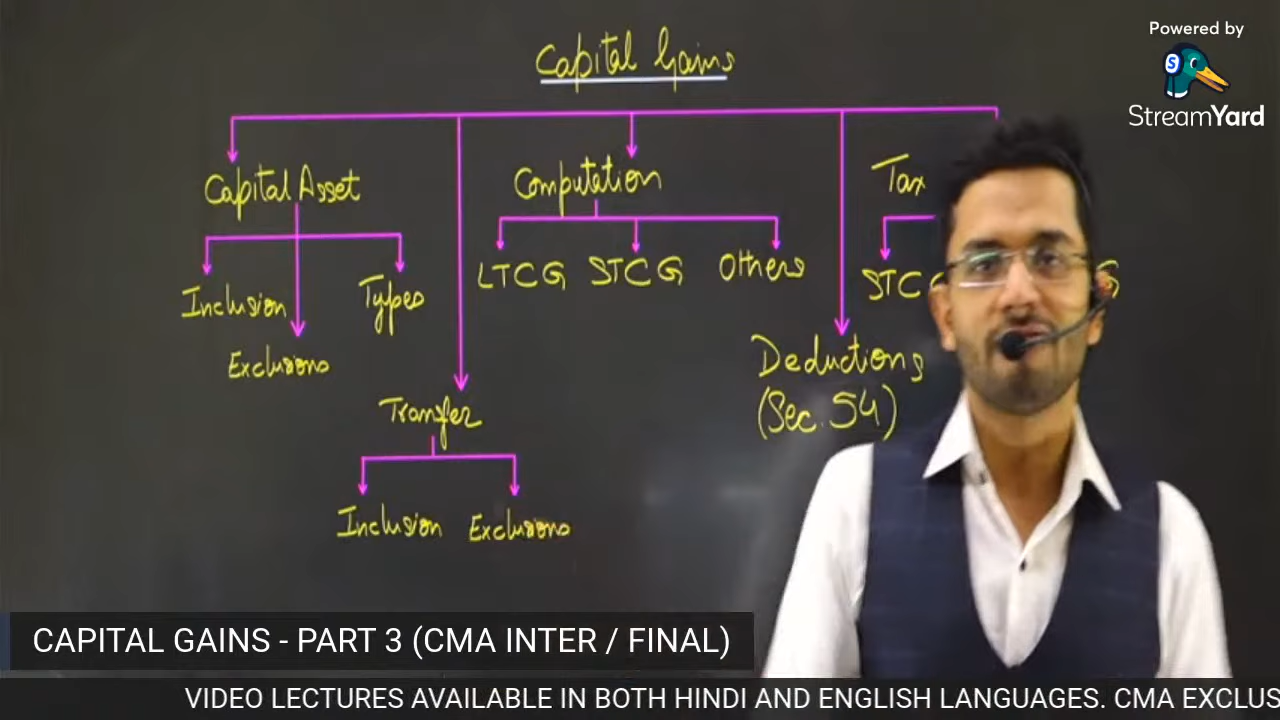 Powered by
StreamYard
Capital Gains
Capital Asset
Computation
Tax
Inclusion
Types
Exclusions
LTCG
STCG
Others
STC
G
Transfer
Inclusion
Exclusions
Deductions
(Sec. 54)
CAPITAL GAINS - PART 3 (CMA INTER / FINAL)
VIDEO LECTURES AVAILABLE IN BOTH HINDI AND ENGLISH LANGUAGES. CMA EXCLUS